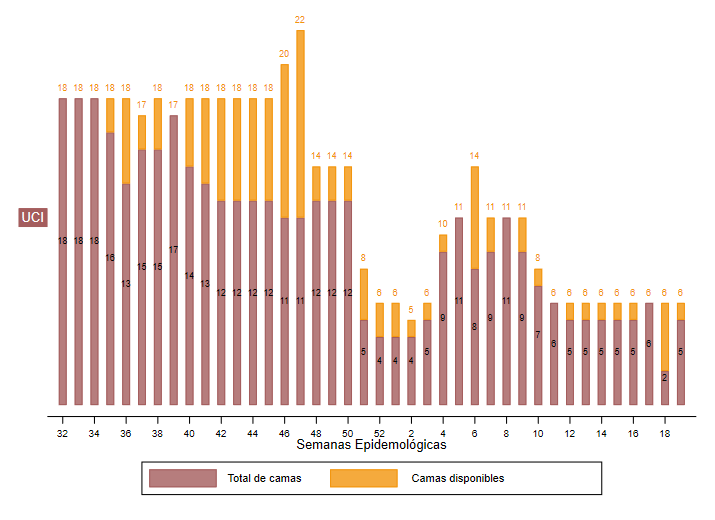 18 18 18 18 18 17 18 17 18 18 18 18 18 18 20 22 14 14 14 8 6 6 5 6 10 11 14 11 11 11 8 6 6 6 6 6 6 6 6 6
UCI
18 18 18 16 13 15 15 17 14 13 12 12 12 12 11 11 12 12 12 5 4 4 4 5 9 11 8 9 11 9 7 6 5 5 5 5 5 6 2 5
32 34 36 38 40 42 44 46 48 50 52 2 4 6 8 10 12 14 16 18
Semanas Epidemológicas
Total de camas Camas disponibles